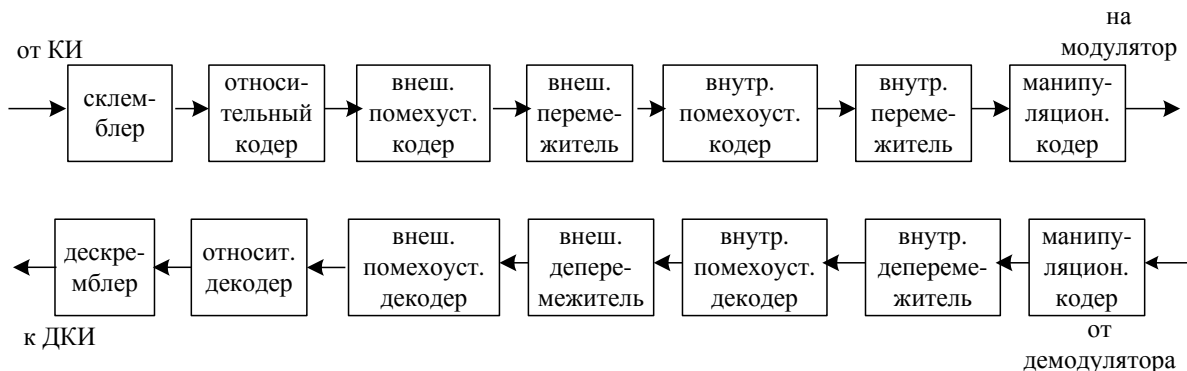 от КИ
на
модулятор
склем-
блер
относи-
тельный
кодер
внеш.
помехуст.
кодер
внеш.
переме-
житель
внутр.
помехоуст.
кодер
внутр.
переме-
житель
манипу-
ляцион.
кодер
дескре-
мблер
относит.
декодер
внеш.
помехоуст.
декодер
внеш.
депере-
межитель
внутр.
помехоуст.
декодер
внутр.
депереме-
житель
манипу-
ляцион.
кодер
к ДКИ
от
демодулятора